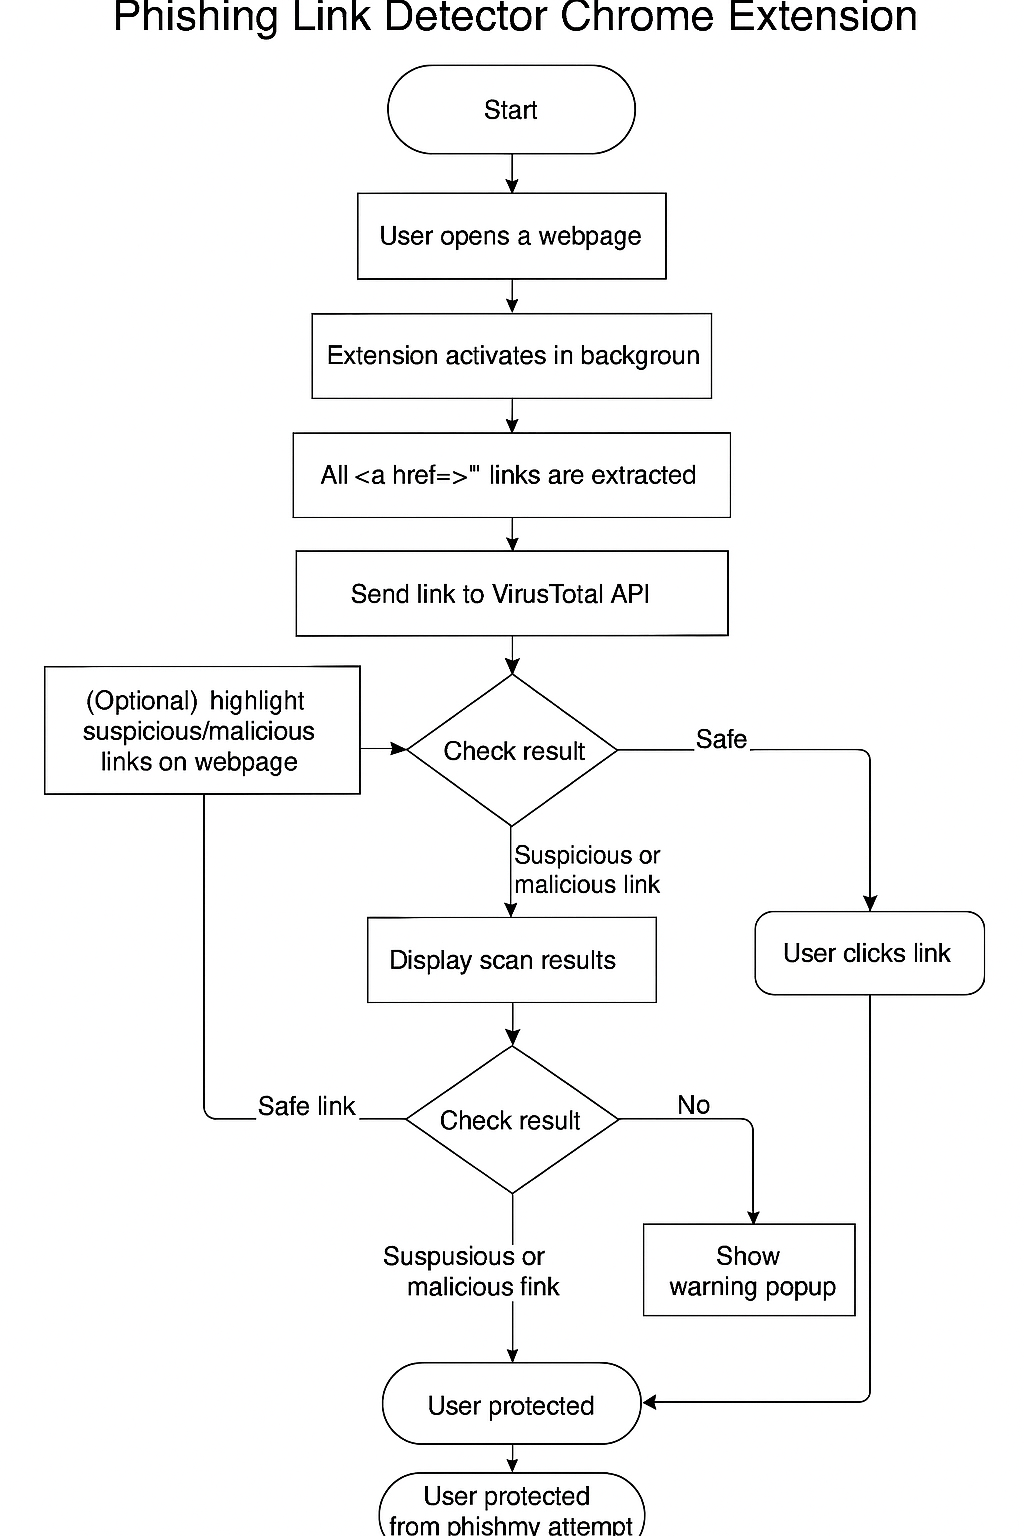 Phishing Link Detector Chrome Extension
Start
User opens a webpage
Extension activates in backgroun
All <a href=>"' links are extracted
Send link to VirusTotal API
(Optional) highlight
suspicious/malicious
links on webpage
Check result
Safe
Suspicious or
malicious link
Display scan results
User clicks link
Safe link
Check result
No
Suspusious or
malicious fink
Show
warning popup
User protected
User protected
from phishmy attempt